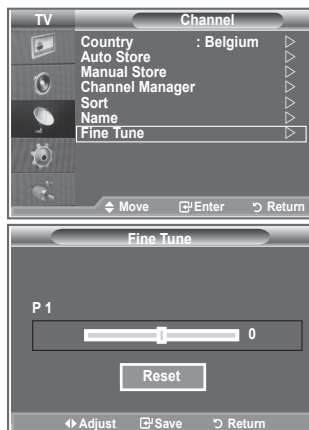 TV Channel
Country : Belgium
Auto Store
Manual Store
Channel Manager
Sort
Name
Fine Tune
Move Enter Return
Fine Tune
P 1
0
Reset
Adjust Save Return